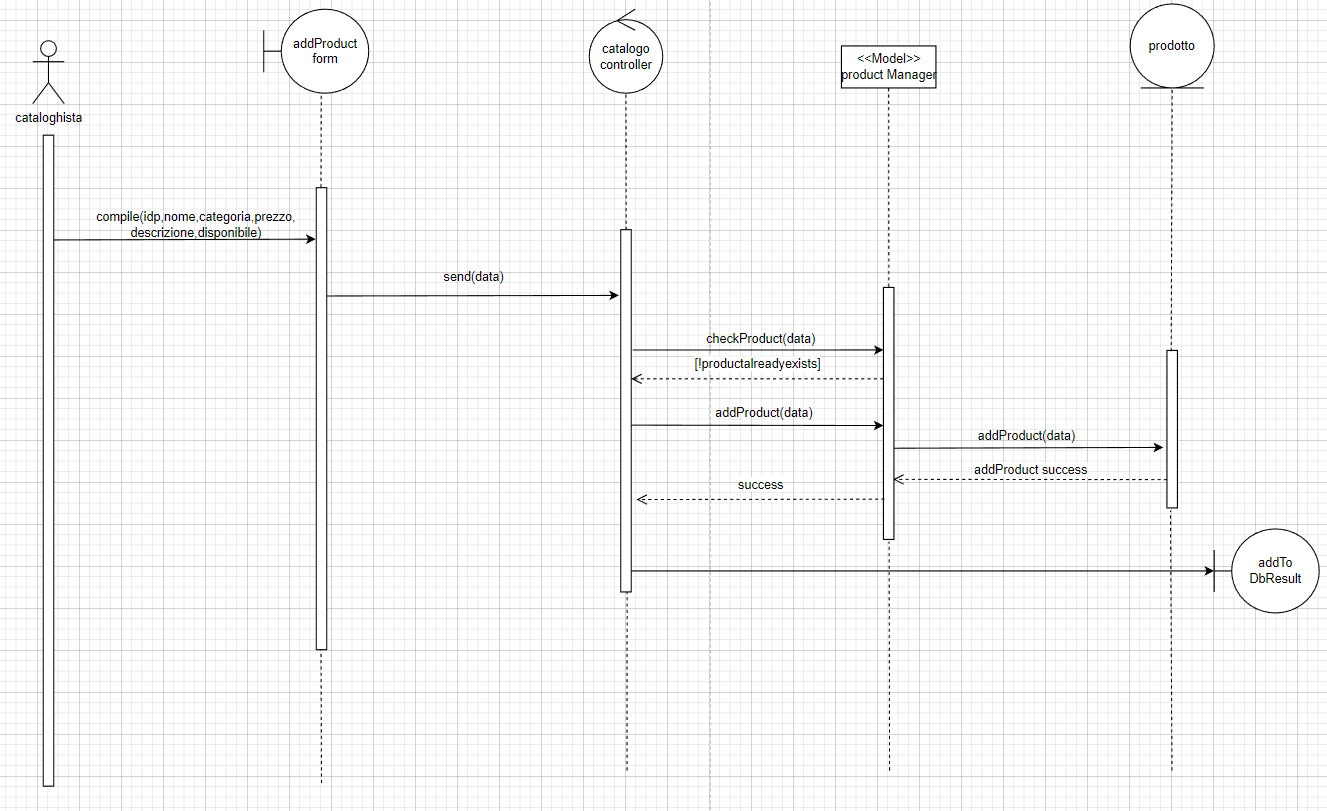 addProduct
form
catalogo
controller
<<Model>>
product Manager
prodotto
cataloghista
compile(idp,nome,categoria,prezzo,
descrizione,disponibile)
send(data)
checkProduct(data)
[!productalreadyexists]
addProduct(data)
addProduct(data)
addProduct success
success
addTo
DbResult